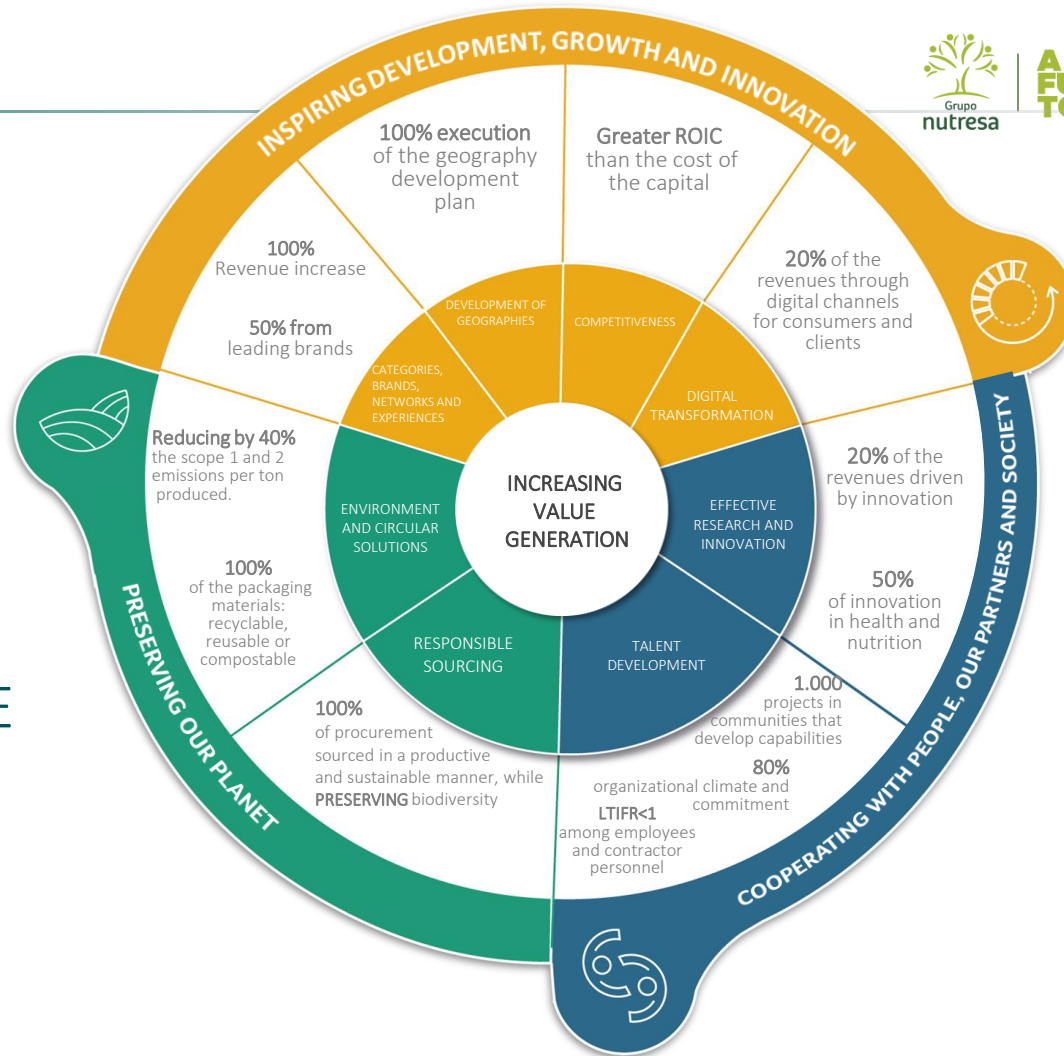 INSPIRING DEVELOPMENT, GROWTH AND INNOVATION
Grupo
nutresa
100% execution
of the geography
development
plan
Greater ROIC
than the cost of
the capital
100%
Revenue increase
50% from
leading brands
20% of the
revenues through
digital channels
for consumers and
clients
DEVELOPMENT OF
GEOGRAPHIES
COMPETITIVENESS
CATEGORIES,
BRANDS,
NETWORKS AND
EXPERIENCES
DIGITAL
TRANSFORMATION
Reducing by 40%
the scope 1 and 2
emissions per ton
produced.
100%
of the packaging
materials:
recyclable,
reusable or
compostable
ENVIRONMENT
AND CIRCULAR
SOLUTIONS
INCREASING
VALUE
GENERATION
EFFECTIVE
RESEARCH AND
INNOVATION
20% of the
revenues driven
by innovation
50%
of innovation
in health and
nutrition
RESPONSIBLE
SOURCING
TALENT
DEVELOPMENT
100%
of procurement
sourced in a productive
and sustainable manner, while
PRESERVING biodiversity
1.000
projects in
communities that
develop capabilities
80%
organizational climate and
commitment
LTIFR<1
among employees
and contractor
personnel
PRESERVING OUR PLANET
COOPERATING WITH PEOPLE, OUR PARTNERS AND SOCIETY